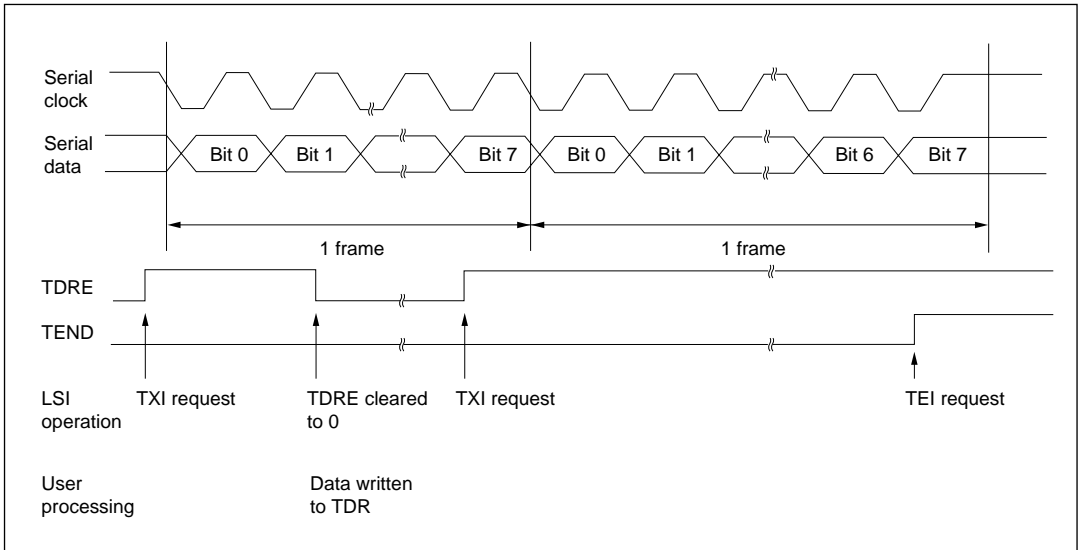 Serial
clock
Serial
data
Bit 0
Bit 1
Bit 7
Bit 0
Bit 1
Bit 6
Bit 7
1 frame
1 frame
TDRE
TEND
LSI
operation
TXI request
TDRE cleared
to 0
TXI request
TEI request
User
processing
Data written
to TDR